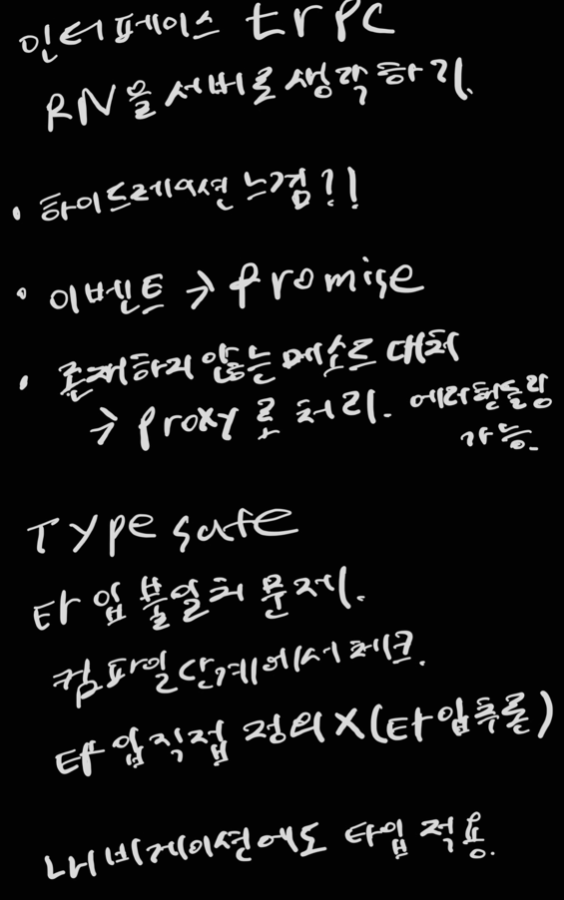 인터페이스 trpc
RN을 서버로 생각하기.
• 하이드레이션 느낌?!
• 이벤트 → Promise
• 존재하지 않는 메소드 대처
→ Proxy로 처리. 에러핸들링
가능.
Type safe
타입 불일치 문제.
컴파일단계에서 체크.
타입직접 정의 X (타입추론)
내비게이션에도 타입 적용.